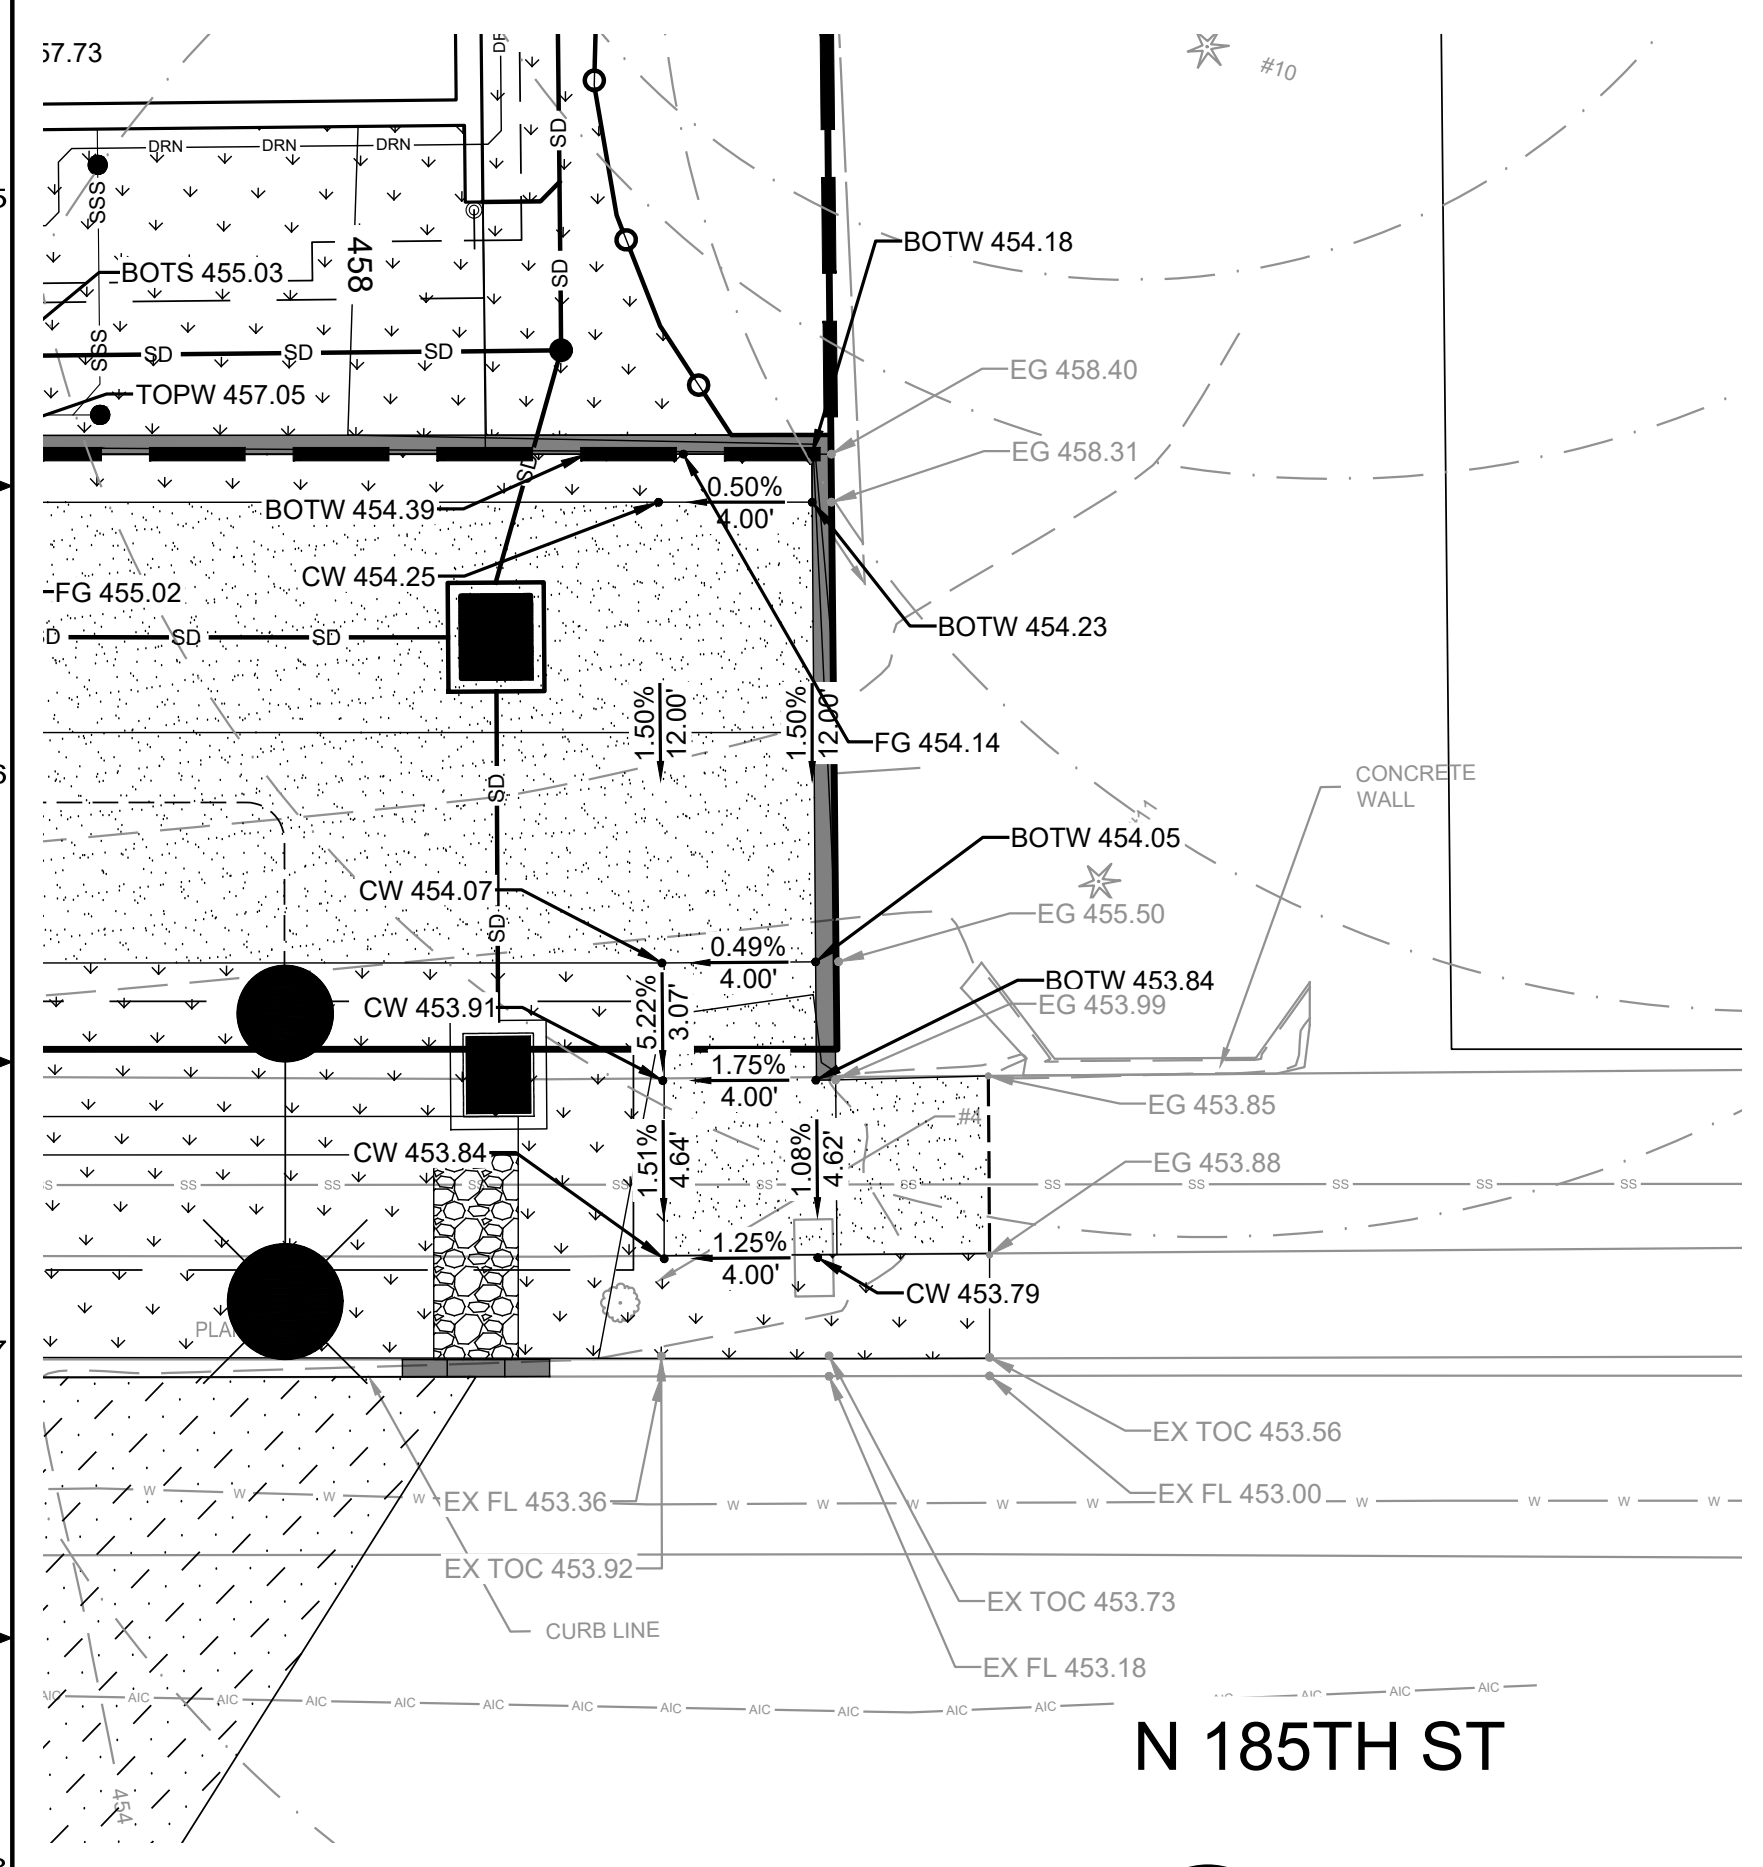 57.73
#10
DRN
DRN
DRN
SD
SSS
5
BOTW 454.18
BOTS 455.03
458
SD
SSS
SD
SD
SD
EG 458.40
TOPW 457.05
EG 458.31
SD
0.50%
4.00'
BOTW 454.39
CW 454.25
FG 455.02
BOTW 454.23
SD
SD
SD
1.50%
12.00'
1.50%
12.00'
FG 454.14
6
CONCRETE
WALL
SD
BOTW 454.05
CW 454.07
EG 455.50
SD
0.49%
4.00'
BOTW 453.84
CW 453.91
EG 453.99
5.22%
3.07'
1.75%
4.00'
EG 453.85
#4
CW 453.84
1.51%
4.64'
1.08%
4.62'
EG 453.88
SS SS SS SS SS SS SS SS SS SS SS SS
1.25%
4.00'
CW 453.79
PLA
7
EX TOC 453.56
W W W W EX FL 453.36 W W W W W EX FL 453.00 W W W W
EX TOC 453.92
EX TOC 453.73
CURB LINE
EX FL 453.18
AIC AIC AIC AIC AIC AIC AIC AIC AIC AIC AIC AIC AIC AIC AIC AIC
N 185TH ST
454